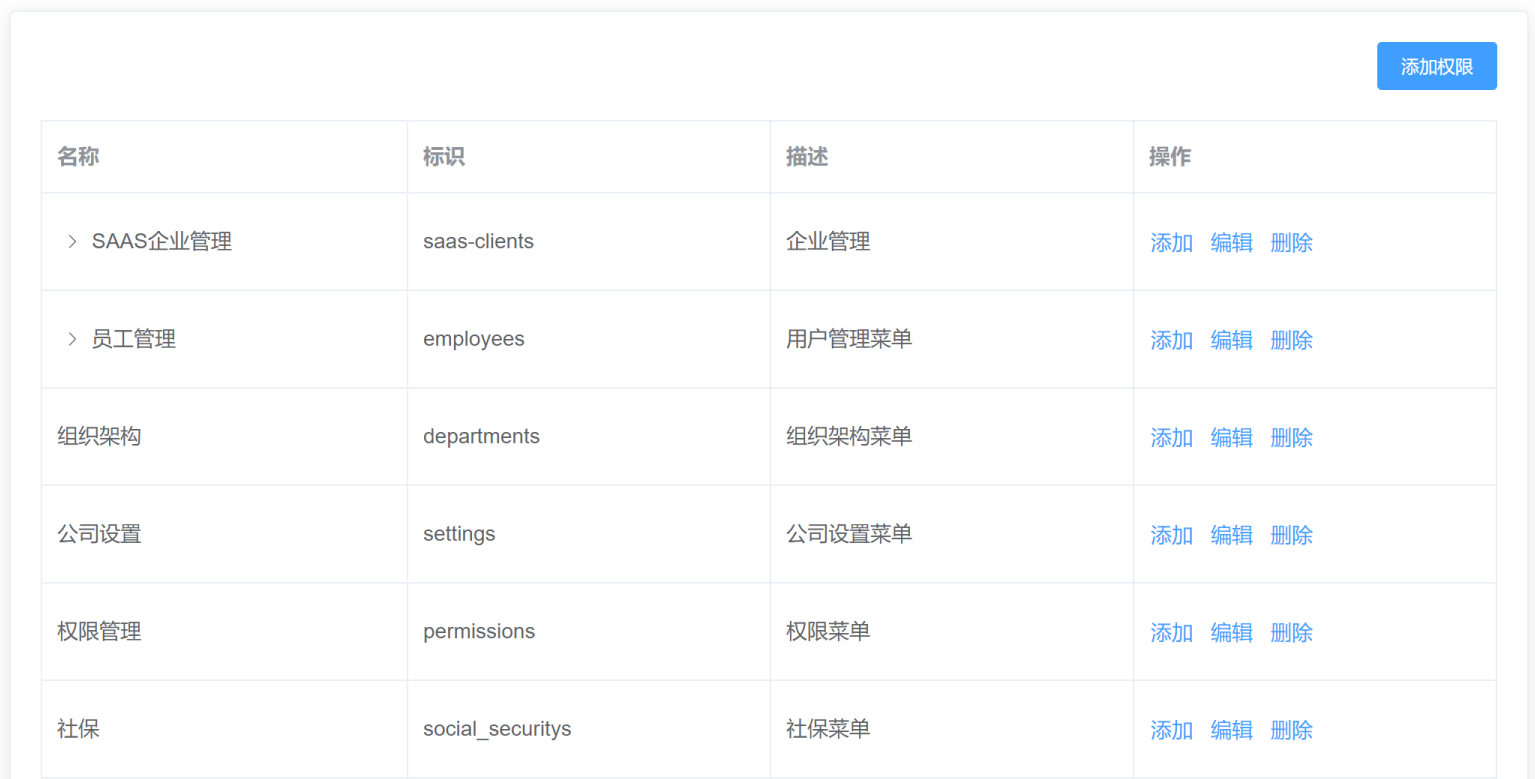 添加权限
名称 标识 描述 操作
SAAS企业管理 saas-clients 企业管理 添加 编辑 删除
员工管理 employees 用户管理菜单 添加 编辑 删除
组织架构 departments 组织架构菜单 添加 编辑 删除
公司设置 settings 公司设置菜单 添加 编辑 删除
权限管理 permissions 权限菜单 添加 编辑 删除
社保 social_securitys 社保菜单 添加 编辑 删除